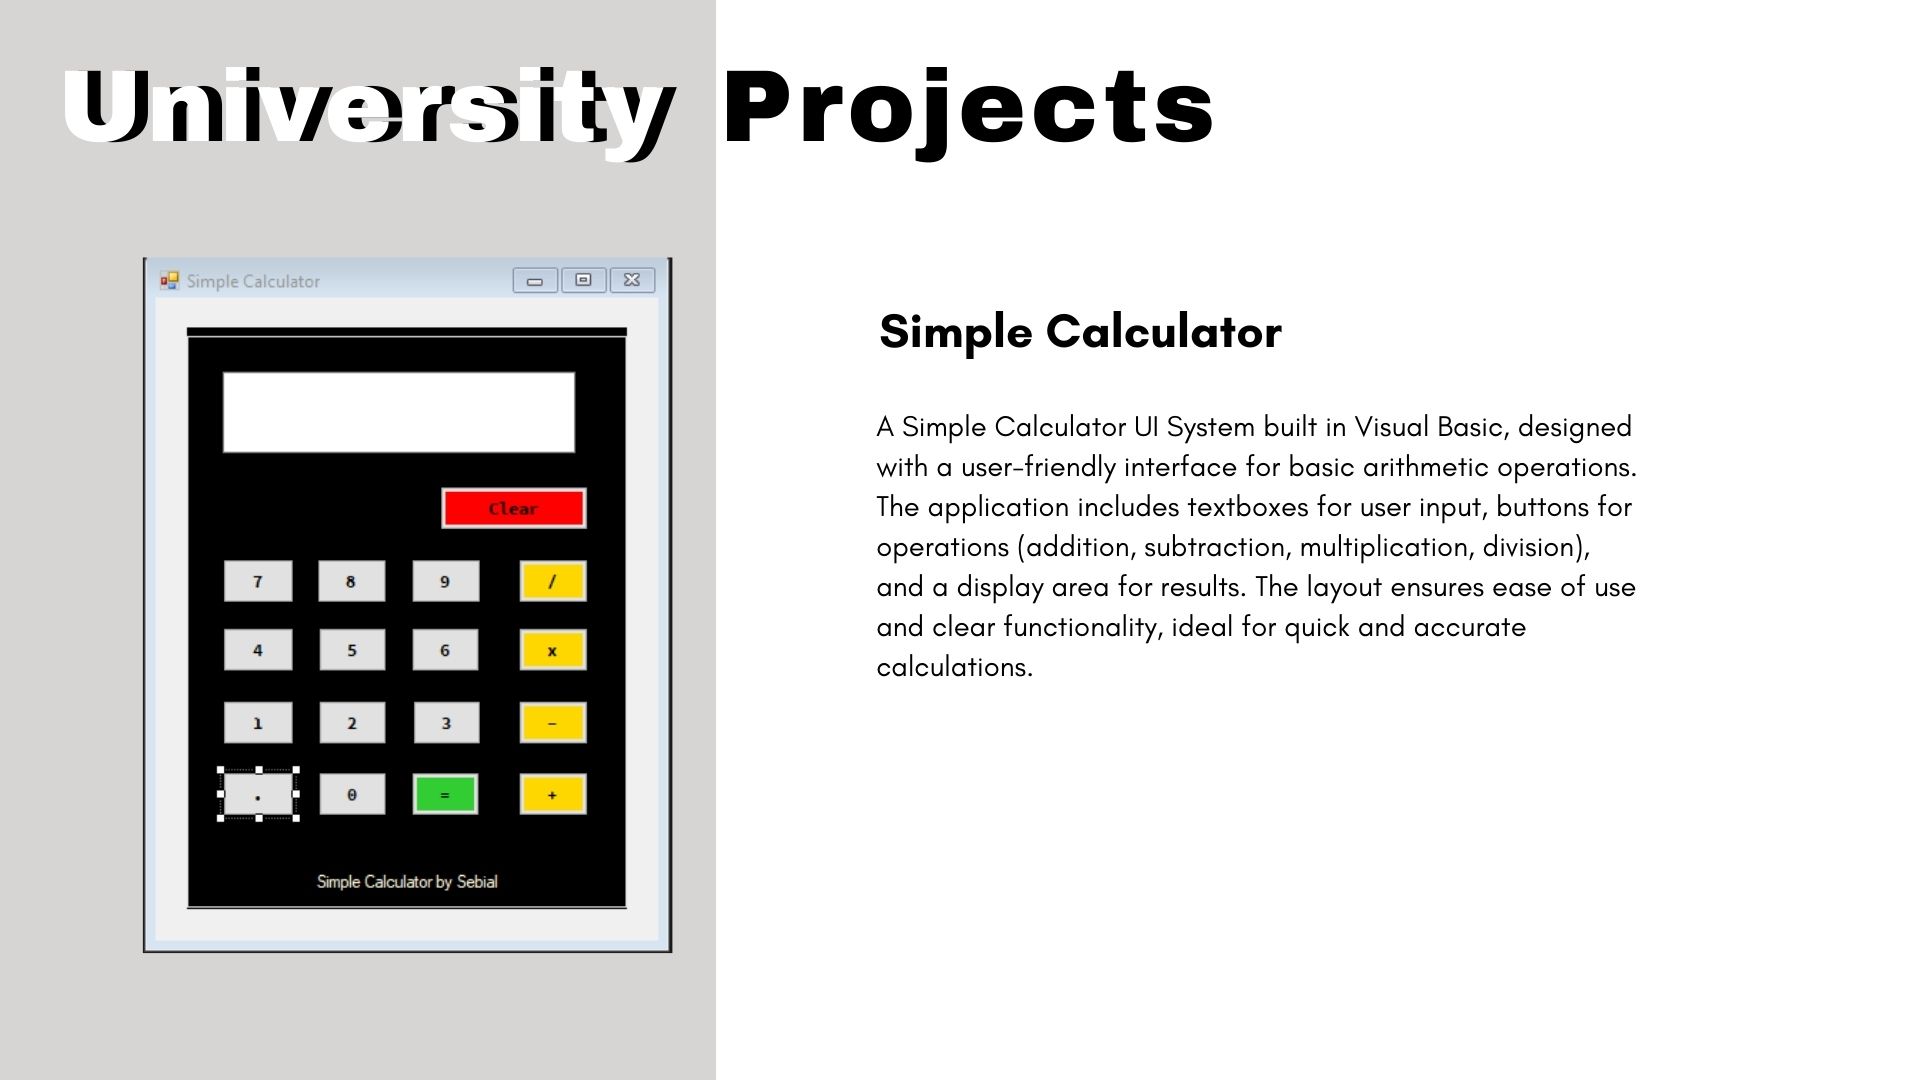 University Projects
Simple Calculator
Clear
7 8 9 /
4 5 6 x
1 2 3 -
. 0 = +
Simple Calculator by Sebial
Simple Calculator
A Simple Calculator UI System built in Visual Basic, designed
with a user-friendly interface for basic arithmetic operations.
The application includes textboxes for user input, buttons for
operations (addition, subtraction, multiplication, division),
and a display area for results. The layout ensures ease of use
and clear functionality, ideal for quick and accurate
calculations.